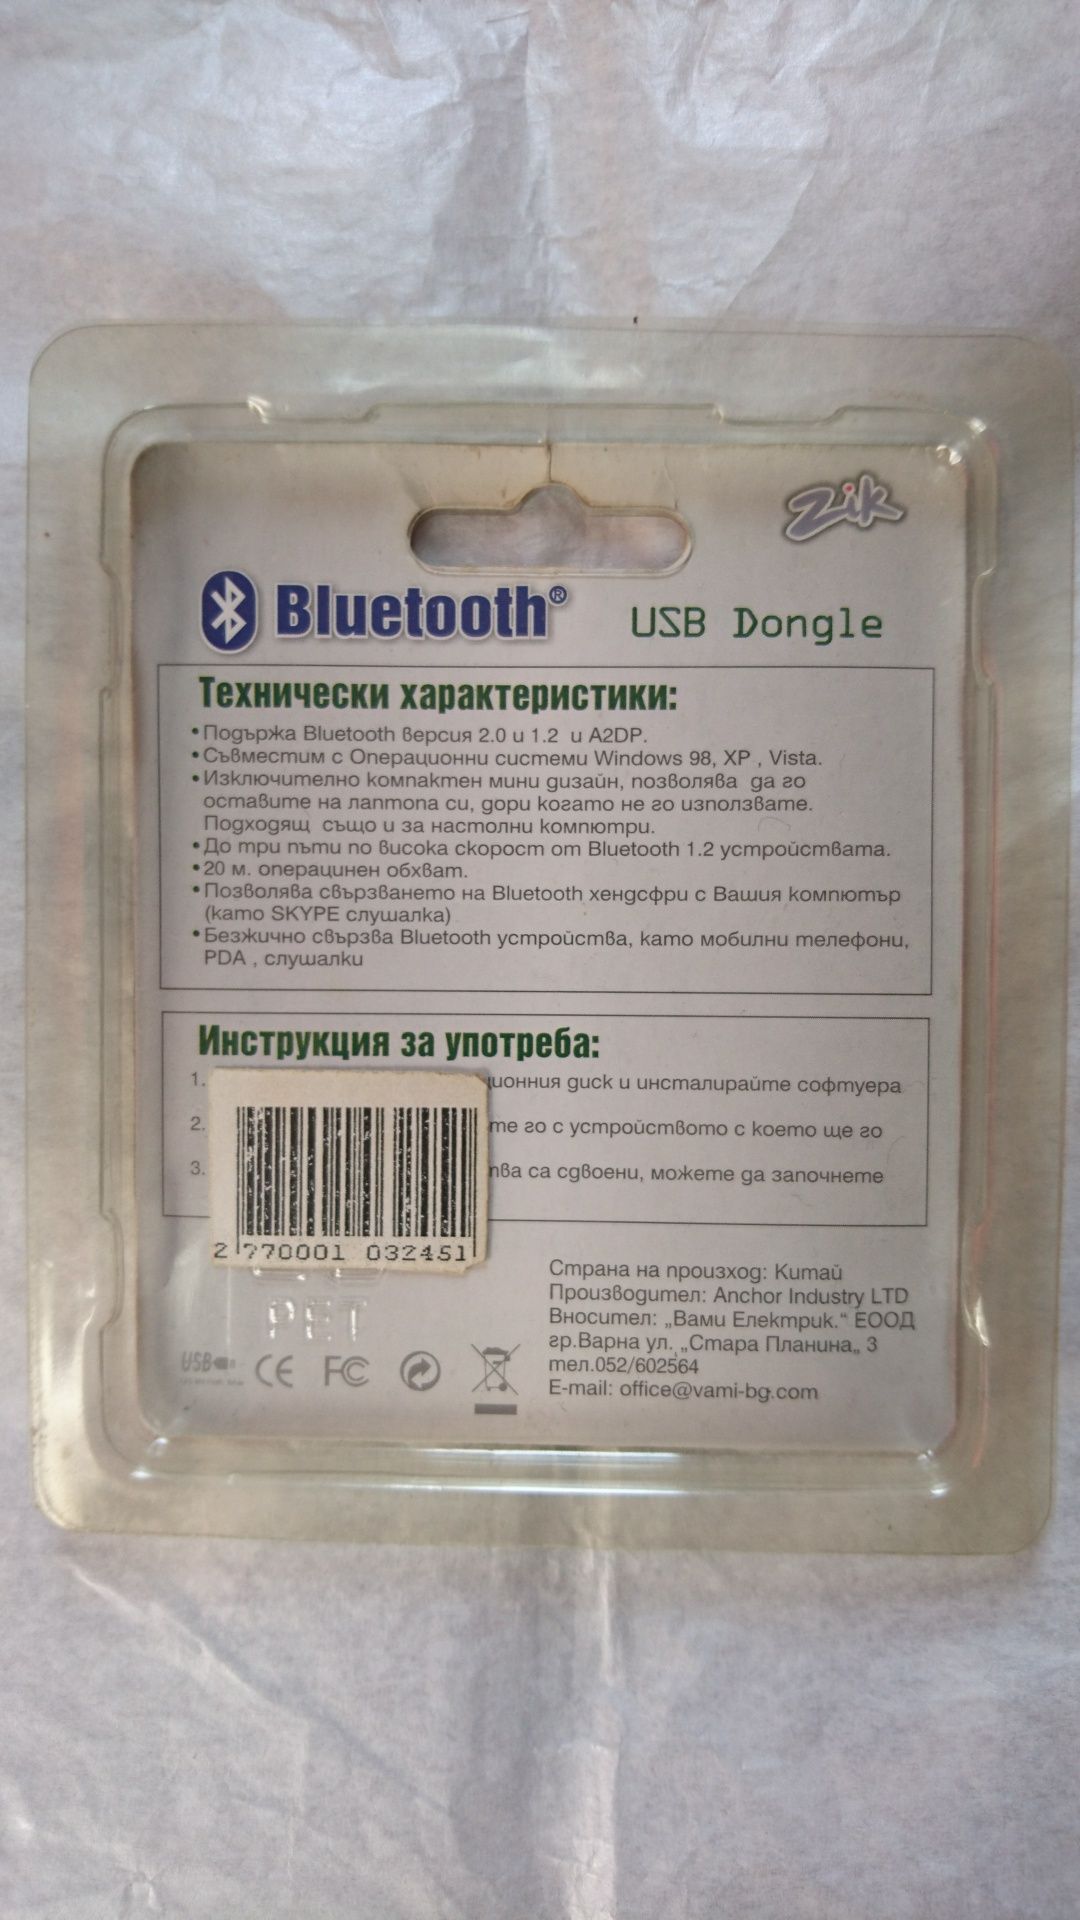 Zik
Bluetooth® USB Dongle
Технически характеристики:
•Подържа Bluetooth версия 2.0 и 1.2 и A2DP.
•Съвместим с Операционни системи Windows 98, XP , Vista.
•Изключително компактен мини дизайн, позволява да го
оставите на лаптопа си, дори когато не го използвате.
Подходящ също и за настолни компютри.
•До три пъти по висока скорост от Bluetooth 1.2 устройствата.
•20 м. операцинен обхват.
•Позволява свързването на Bluetooth хендсфри с Вашия компютър
(като SKYPE слушалка)
•Безжично свързва Bluetooth устройства, като мобилни телефони,
PDA , слушалки
Инструкция за употреба:
1. ционния диск и инсталирайте софтуера
2. те го с устройството с което ще го
3. тва са сдвоени, можете да започнете
2 770001 032451
PET
USB CE FC
Страна на произход: Китай
Производител: Anchor Industry LTD
Вносител: „Вами Електрик.“ ЕООД
гр.Варна ул. „Стара Планина„ 3
тел.052/602564
E-mail: office@vami-bg.com